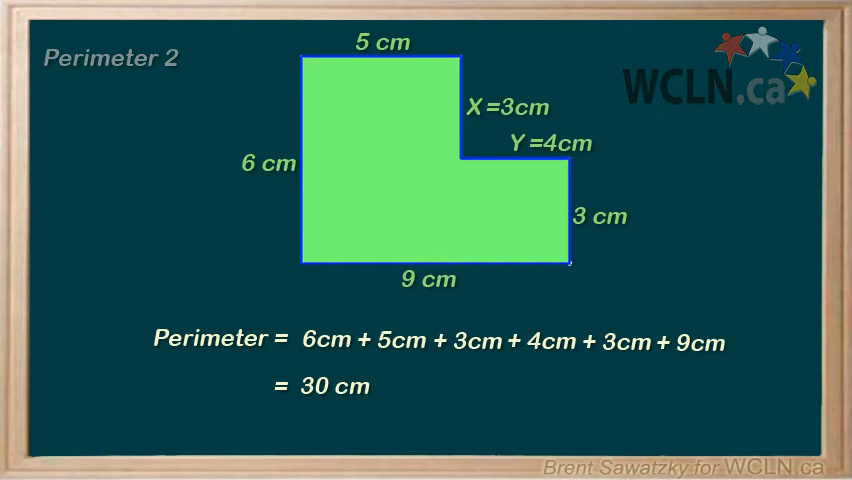 Perimeter 2
WCLN.ca
5 cm
X =3cm
Y =4cm
6 cm
3 cm
9 cm
Perimeter = 6cm + 5cm + 3cm + 4cm + 3cm + 9cm
= 30 cm
Brent Sawatzky for WCLN.ca